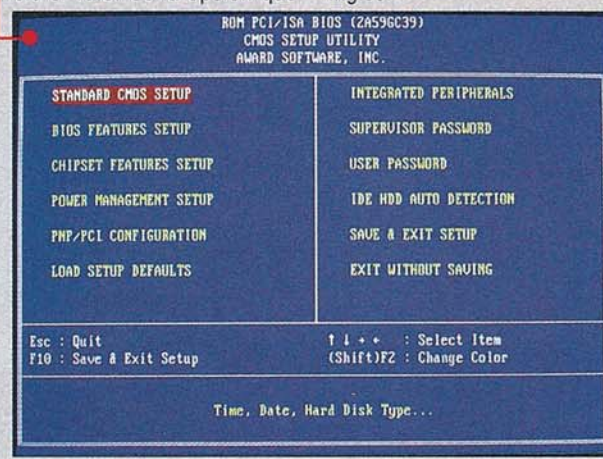 ROM PCI/ISA BIOS (2A59GC39)
CMOS SETUP UTILITY
AWARD SOFTWARE, INC.
STANDARD CMOS SETUP
BIOS FEATURES SETUP
CHIPSET FEATURES SETUP
POWER MANAGEMENT SETUP
PNP/PCI CONFIGURATION
LOAD SETUP DEFAULTS
INTEGRATED PERIPHERALS
SUPERVISOR PASSWORD
USER PASSWORD
IDE HDD AUTO DETECTION
SAVE & EXIT SETUP
EXIT WITHOUT SAVING
Esc : Quit
F10 : Save & Exit Setup
↑ ↓ → ← : Select Item
(Shift)F2 : Change Color
Time, Date, Hard Disk Type...